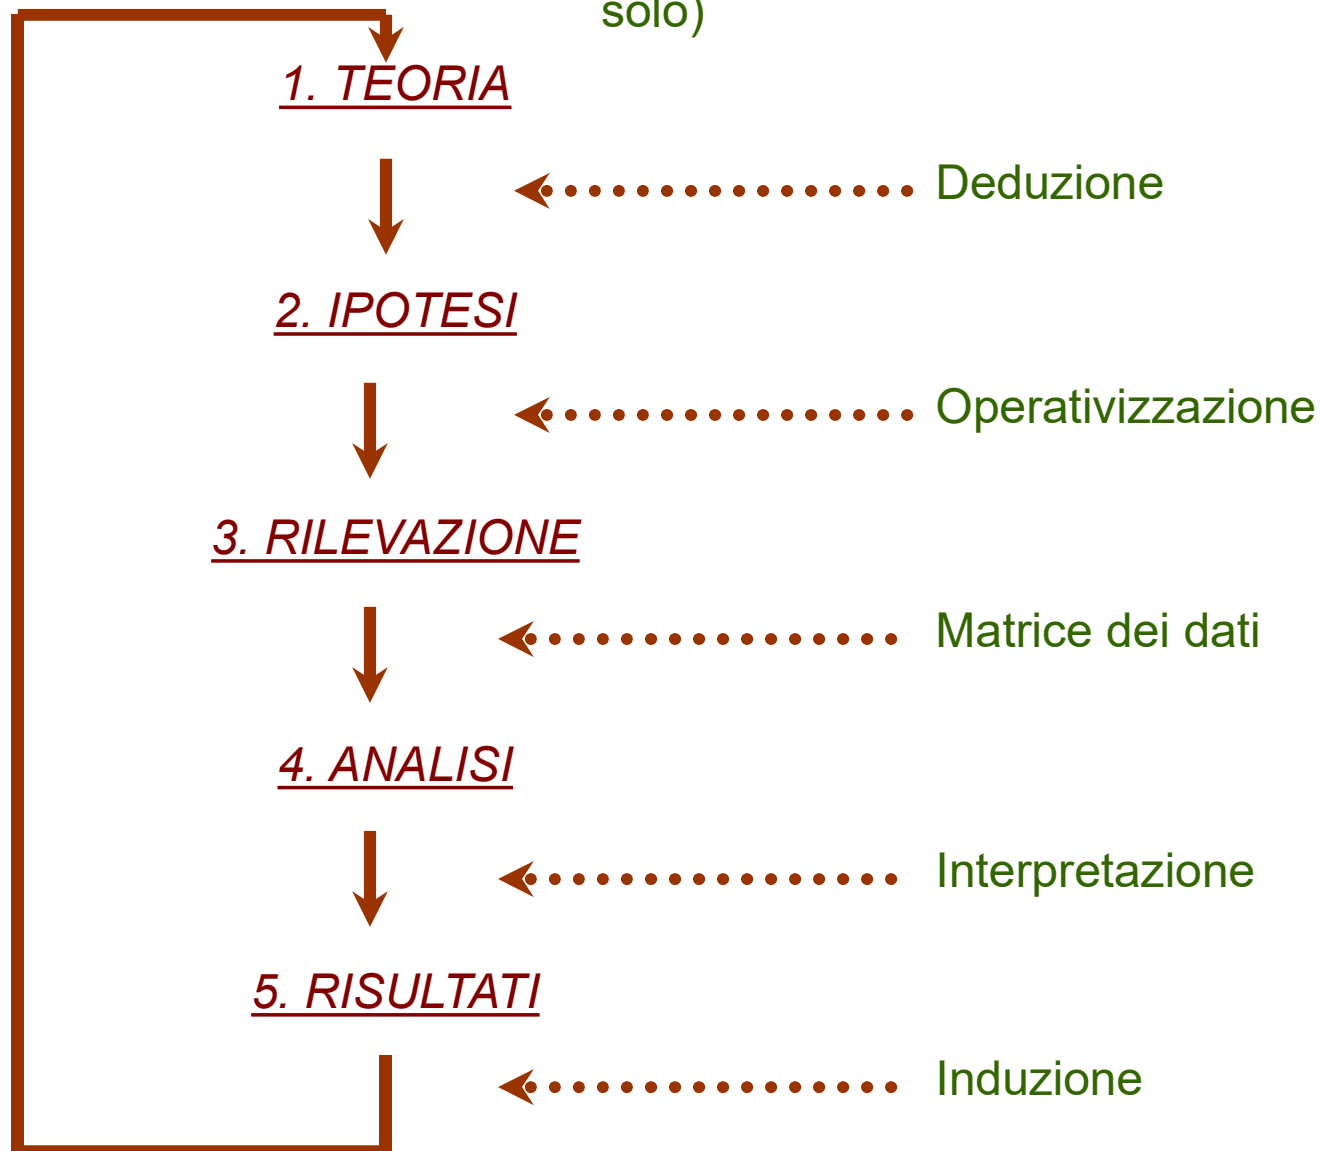 solo)
1. TEORIA
Deduzione
2. IPOTESI
Operativizzazione
3. RILEVAZIONE
Matrice dei dati
4. ANALISI
Interpretazione
5. RISULTATI
Induzione